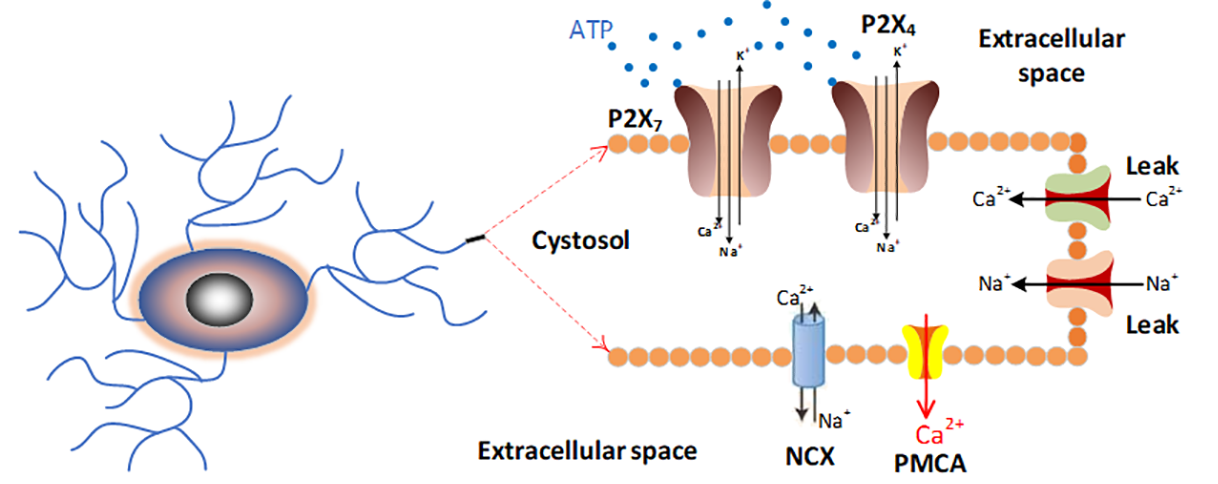 ATP
P2X₄
Extracellular
space
K⁺
K⁺
P2X₇
Leak
Ca²⁺
Ca²⁺
Ca²⁺
Na⁺
Ca²⁺
Na⁺
Cystosol
Na⁺
Na⁺
Leak
Ca²⁺
Na⁺
Ca²⁺
Extracellular space
NCX
PMCA